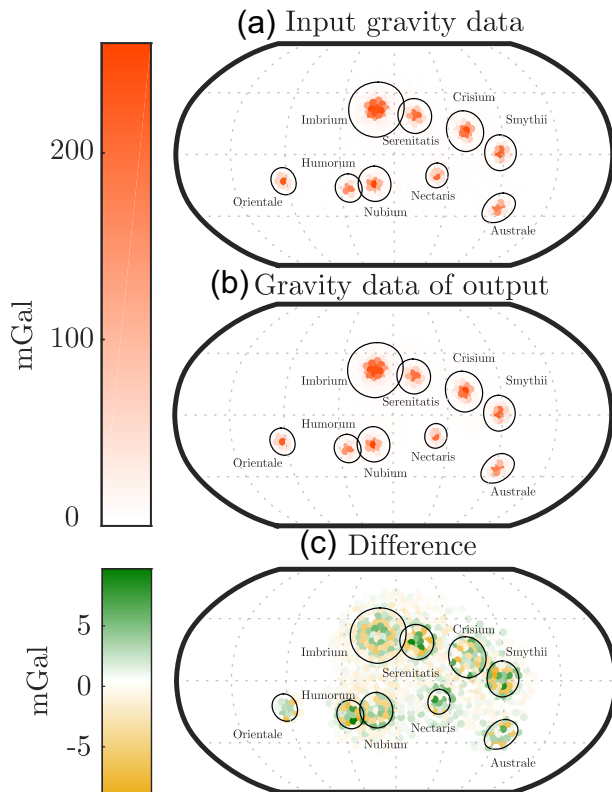 (a) Input gravity data
Imbrium
Serenitatis
Crisium
Smythii
Humorum
Orientale
Nubium
Nectaris
Australe
mGal
200
100
0
(b) Gravity data of output
Imbrium
Serenitatis
Crisium
Smythii
Humorum
Orientale
Nubium
Nectaris
Australe
(c) Difference
mGal
5
0
-5
Imbrium
Serenitatis
Crisium
Smythii
Humorum
Orientale
Nubium
Nectaris
Australe